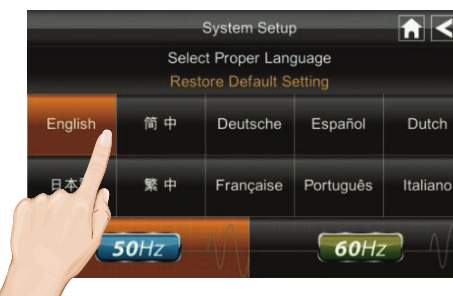 System Setup
Select Proper Language
Restore Default Setting
English 简中 Deutsche Español Dutch
日本 繁中 Française Português Italiano
50Hz 60Hz